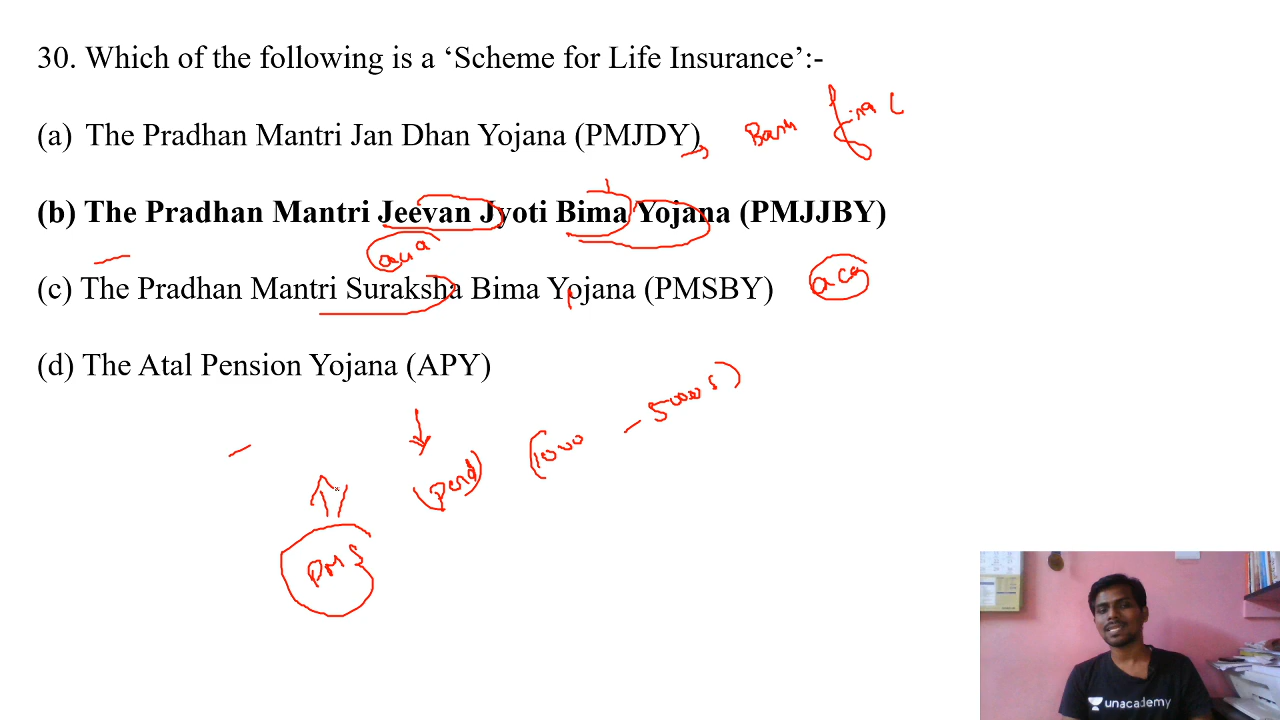 30. Which of the following is a ‘Scheme for Life Insurance’:-
(a) The Pradhan Mantri Jan Dhan Yojana (PMJDY)
Bank
(b) The Pradhan Mantri Jeevan Jyoti Bima Yojana (PMJJBY)
(c) The Pradhan Mantri Suraksha Bima Yojana (PMSBY)
(d) The Atal Pension Yojana (APY)
(1000 – 5000
PMS
unacademy